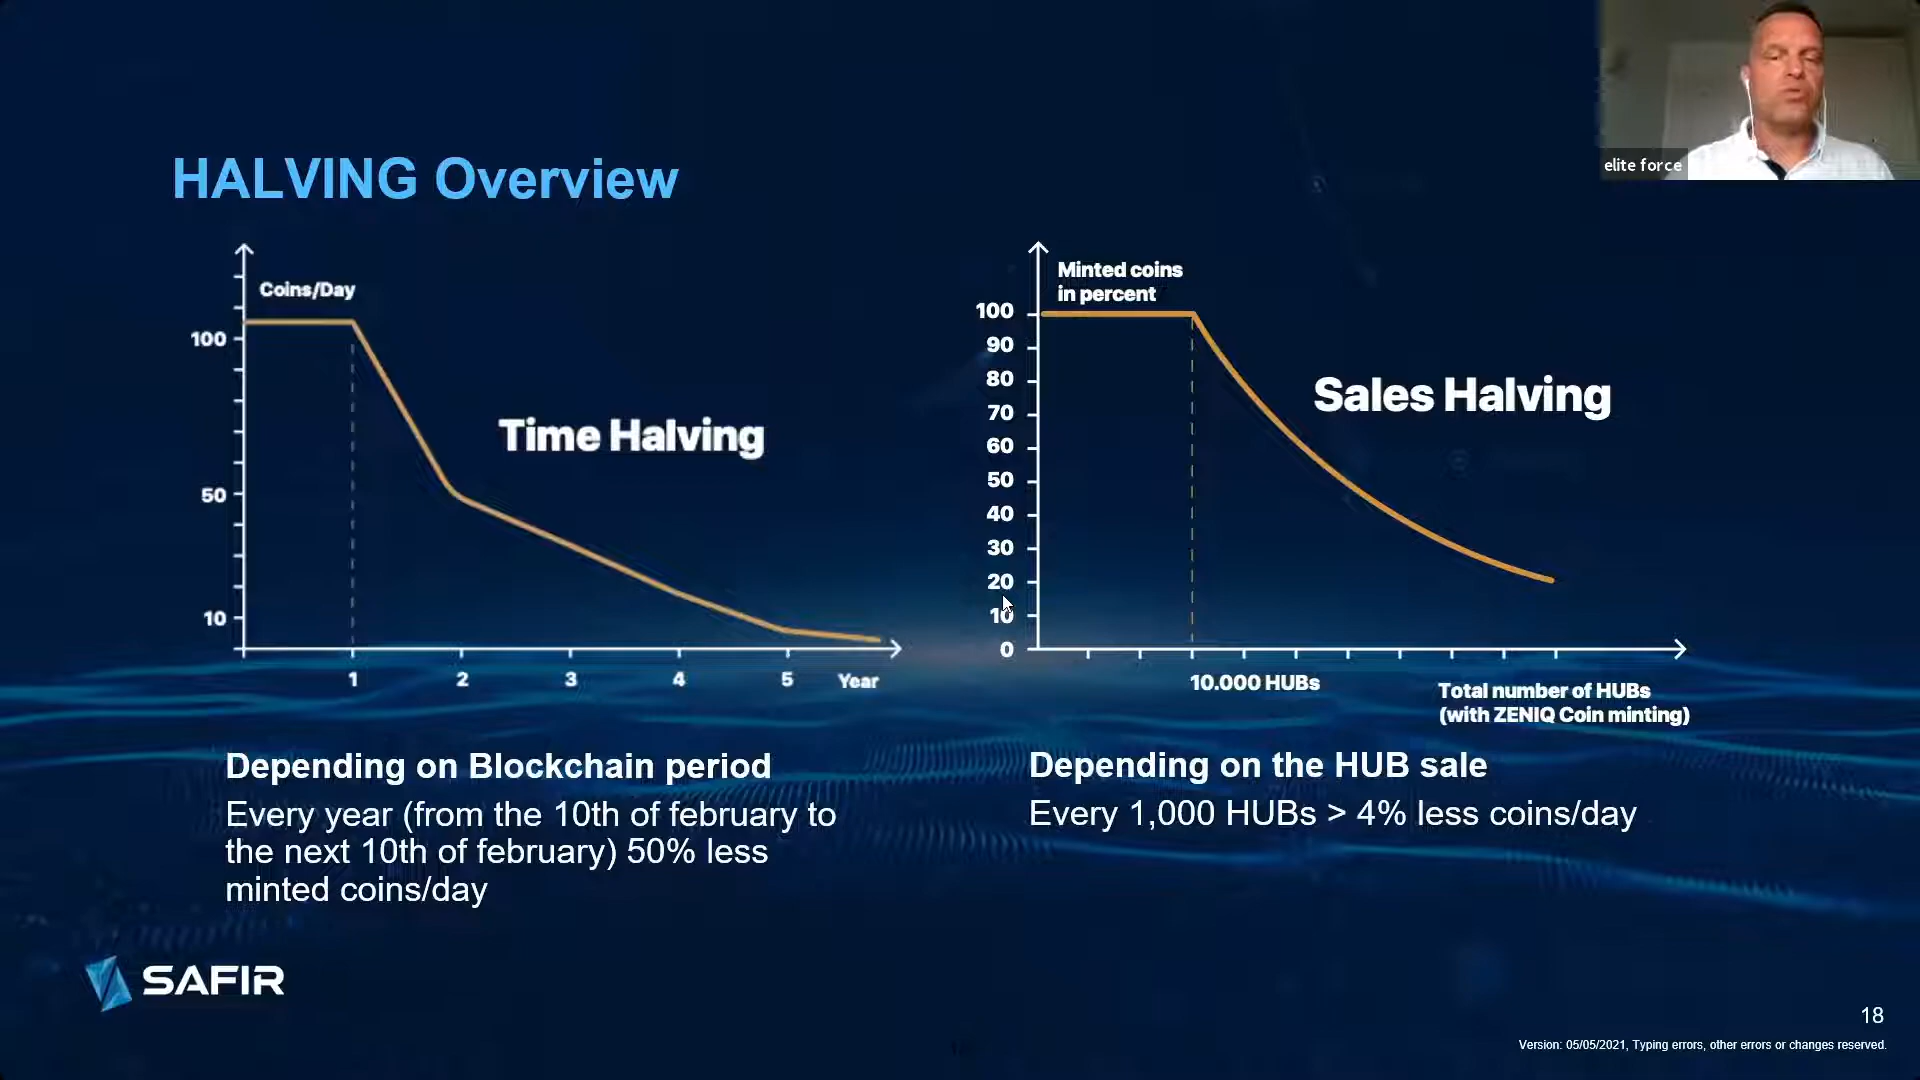 elite force
HALVING Overview
Coins/Day
100
50
10
1
2
3
4
5
Year
Time Halving
Minted coins
in percent
100
90
80
70
60
50
40
30
20
10
0
10.000 HUBs
Total number of HUBs
(with ZENIQ Coin minting)
Sales Halving
Depending on Blockchain period
Every year (from the 10th of february to
the next 10th of february) 50% less
minted coins/day
Depending on the HUB sale
Every 1,000 HUBs > 4% less coins/day
SAFIR
18
Version: 05/05/2021, Typing errors, other errors or changes reserved.